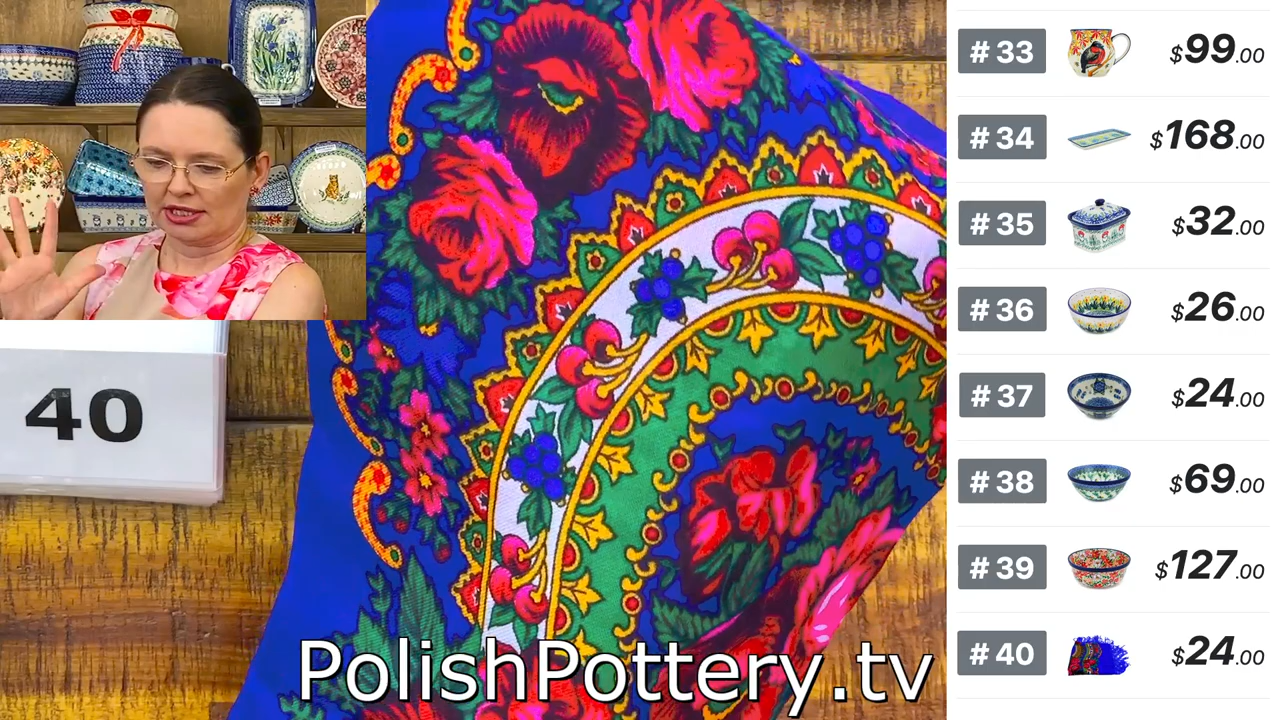 40
PolishPottery.tv
# 33 $99.00
# 34 $168.00
# 35 $32.00
# 36 $26.00
# 37 $24.00
# 38 $69.00
# 39 $127.00
# 40 $24.00